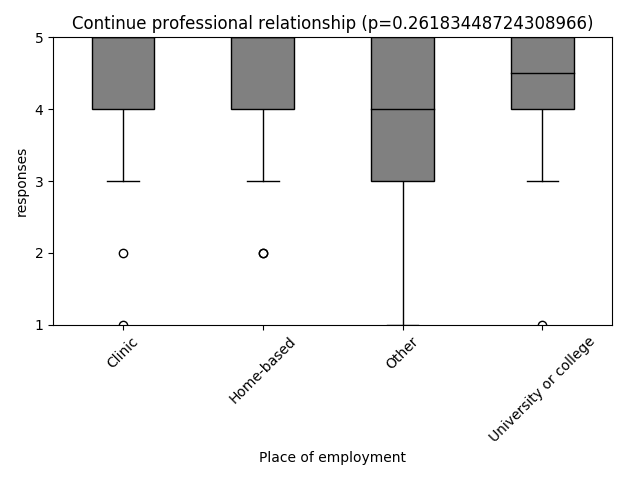 Continue professional relationship (p=0.26183448724308966)
responses
5
4
3
2
1
Clinic
Home-based
Other
University or college
Place of employment